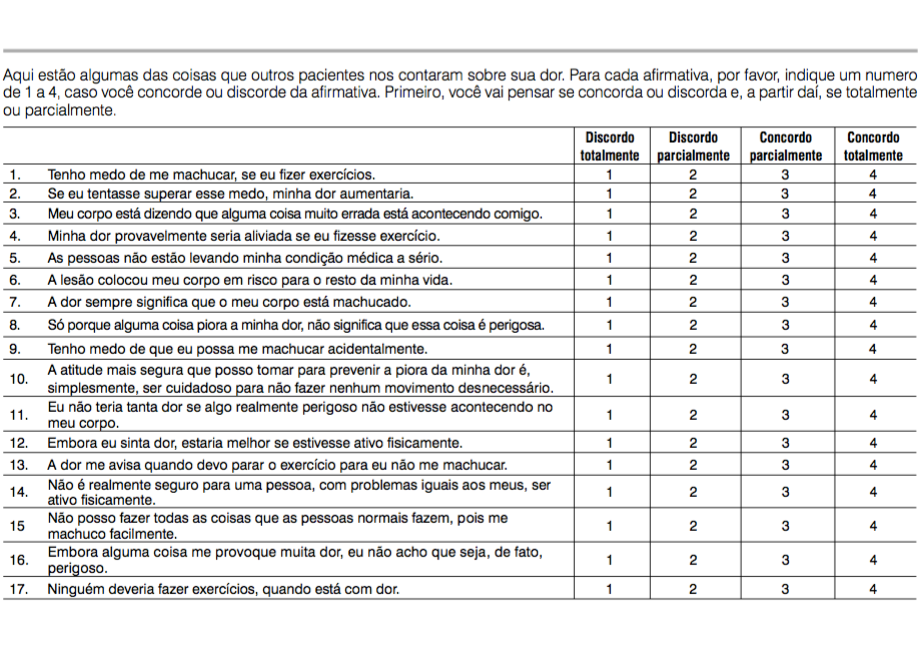 Aqui estão algumas das coisas que outros pacientes nos contaram sobre sua dor. Para cada afirmativa, por favor, indique um numero
de 1 a 4, caso você concorde ou discorde da afirmativa. Primeiro, você vai pensar se concorda ou discorda e, a partir daí, se totalmente
ou parcialmente.
Discordo Discordo Concordo Concordo
totalmente parcialmente parcialmente totalmente
1. Tenho medo de me machucar, se eu fizer exercícios. 1 2 3 4
2. Se eu tentasse superar esse medo, minha dor aumentaria. 1 2 3 4
3. Meu corpo está dizendo que alguma coisa muito errada está acontecendo comigo. 1 2 3 4
4. Minha dor provavelmente seria aliviada se eu fizesse exercício. 1 2 3 4
5. As pessoas não estão levando minha condição médica a sério. 1 2 3 4
6. A lesão colocou meu corpo em risco para o resto da minha vida. 1 2 3 4
7. A dor sempre significa que o meu corpo está machucado. 1 2 3 4
8. Só porque alguma coisa piora a minha dor, não significa que essa coisa é perigosa. 1 2 3 4
9. Tenho medo de que eu possa me machucar acidentalmente. 1 2 3 4
10. A atitude mais segura que posso tomar para prevenir a piora da minha dor é,
simplesmente, ser cuidadoso para não fazer nenhum movimento desnecessário. 1 2 3 4
11. Eu não teria tanta dor se algo realmente perigoso não estivesse acontecendo no
meu corpo. 1 2 3 4
12. Embora eu sinta dor, estaria melhor se estivesse ativo fisicamente. 1 2 3 4
13. A dor me avisa quando devo parar o exercício para eu não me machucar. 1 2 3 4
14. Não é realmente seguro para uma pessoa, com problemas iguais aos meus, ser
ativo fisicamente. 1 2 3 4
15 Não posso fazer todas as coisas que as pessoas normais fazem, pois me
machuco facilmente. 1 2 3 4
16. Embora alguma coisa me provoque muita dor, eu não acho que seja, de fato,
perigoso. 1 2 3 4
17. Ninguém deveria fazer exercícios, quando está com dor. 1 2 3 4